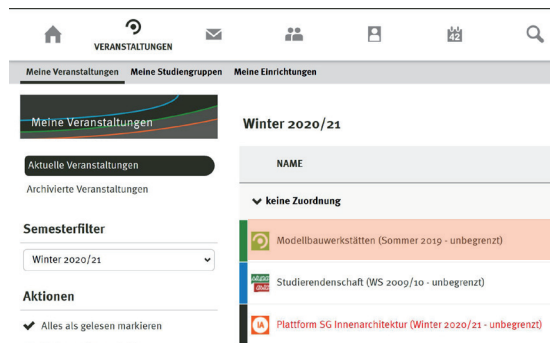 VERANSTALTUNGEN
42
Meine Veranstaltungen Meine Studiengruppen Meine Einrichtungen
Meine Veranstaltungen
Aktuelle Veranstaltungen
Archivierte Veranstaltungen
Semesterfilter
Winter 2020/21
Aktionen
Alles als gelesen markieren
Winter 2020/21
NAME
keine Zuordnung
Modellbauwerkstätten (Sommer 2019 - unbegrenzt)
Studierendenschaft (WS 2009/10 - unbegrenzt)
IA
Plattform SG Innenarchitektur (Winter 2020/21 - unbegrenzt)